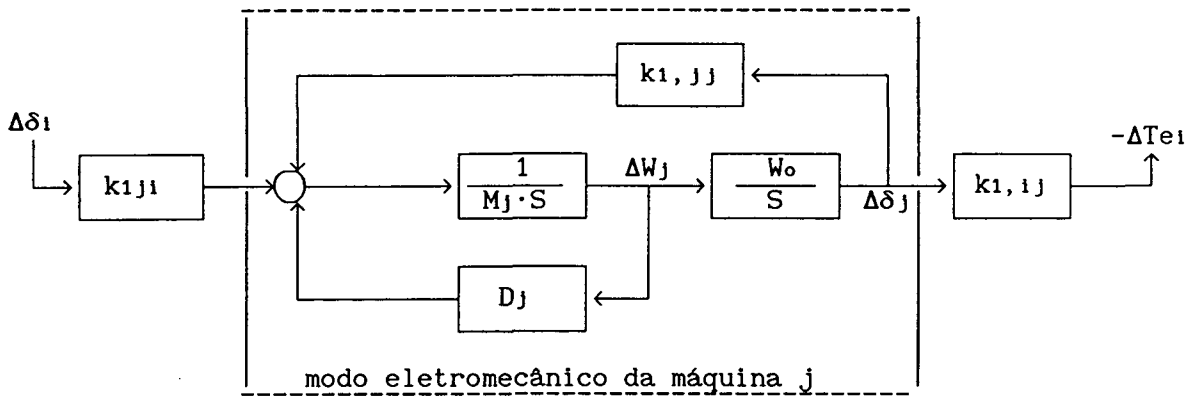 k1,jj
Δδi
-ΔTei
k1ji
1
Mj·S
ΔWj
Wo
S
Δδj
k1,ij
Dj
modo eletromecânico da máquina j